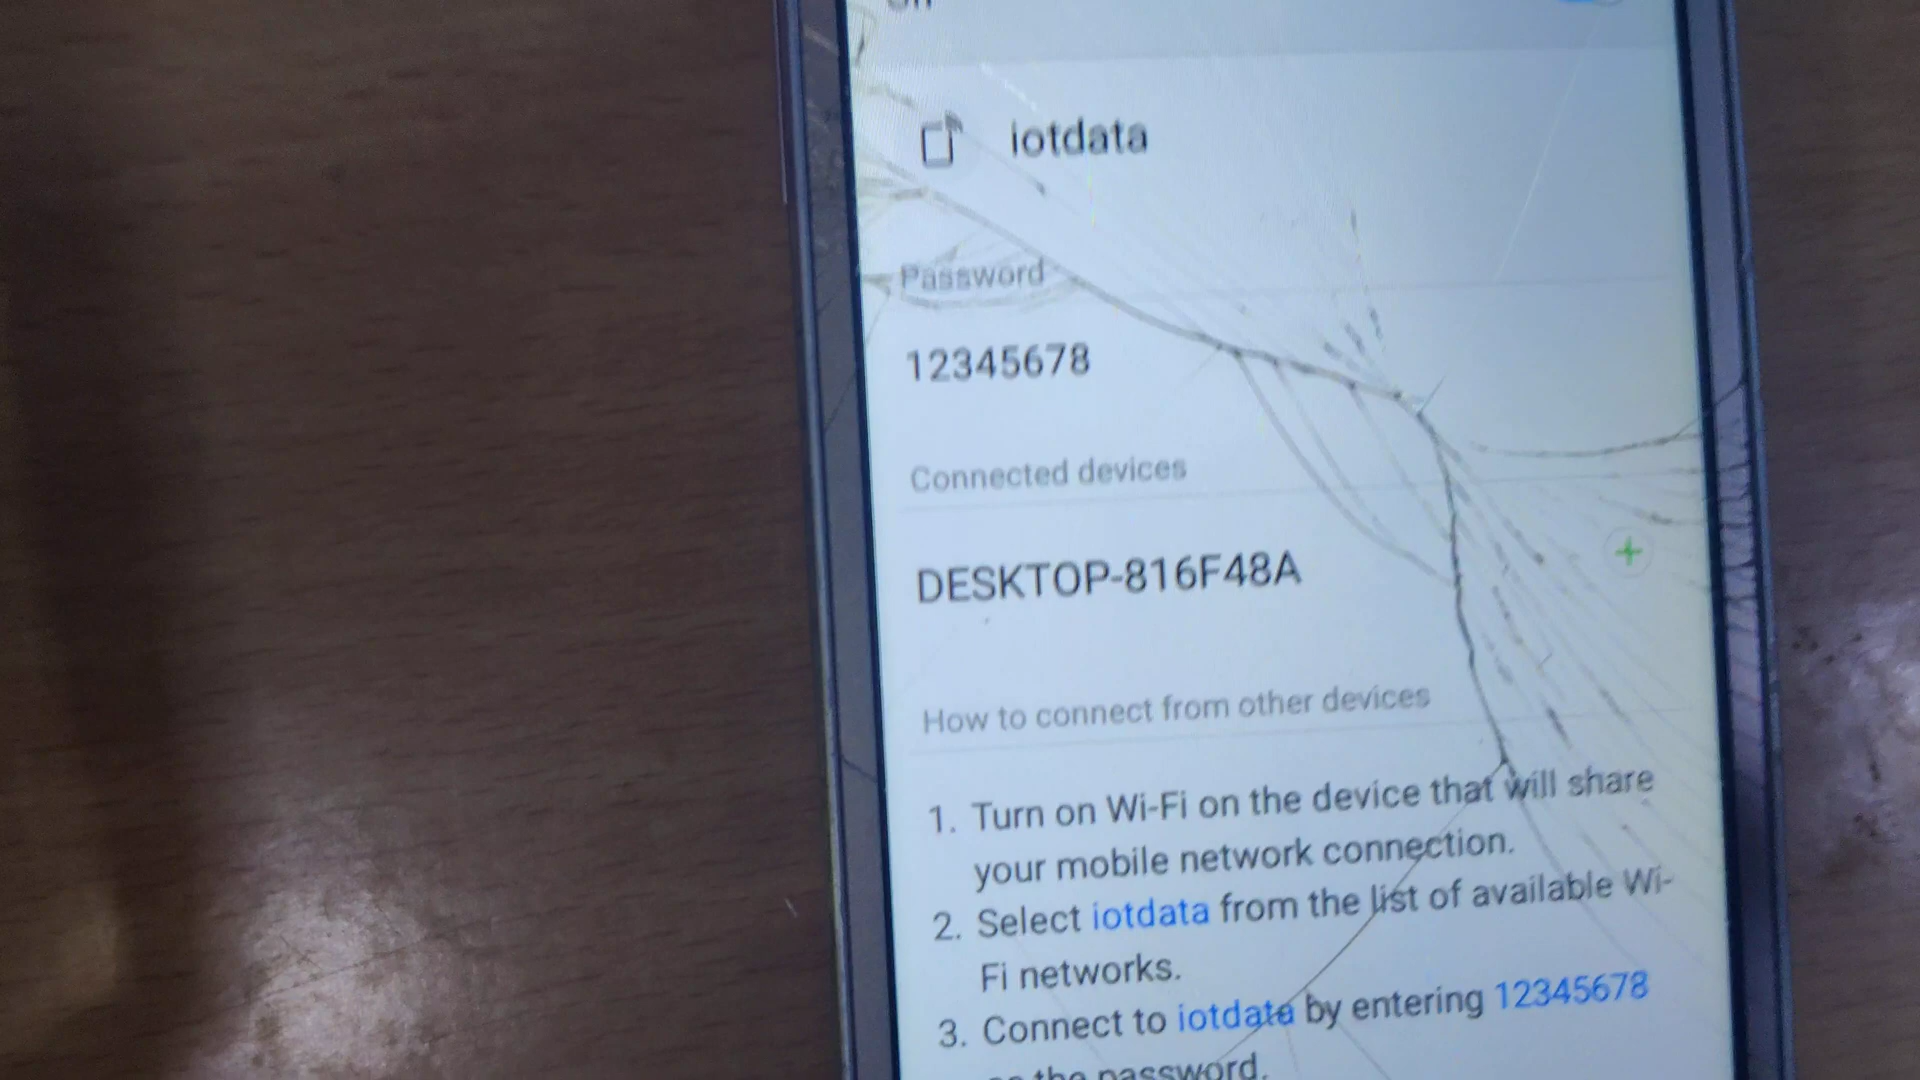 iotdata
Password
12345678
Connected devices
DESKTOP-816F48A
How to connect from other devices
1. Turn on Wi-Fi on the device that will share
your mobile network connection.
2. Select iotdata from the list of available Wi-
Fi networks.
3. Connect to iotdata by entering 12345678
the password.